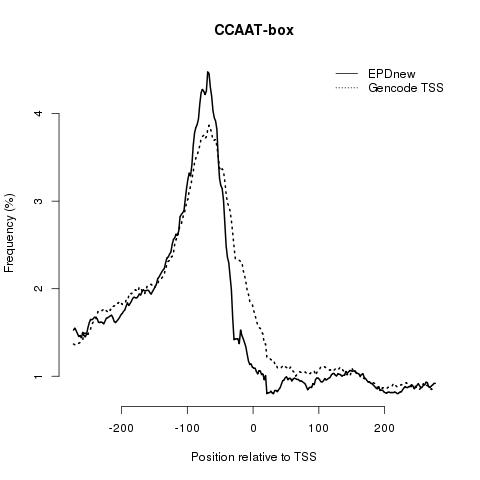 CCAAT-box
EPDnew
Gencode TSS
Frequency (%)
4
3
2
1
-200 -100 0 100 200
Position relative to TSS